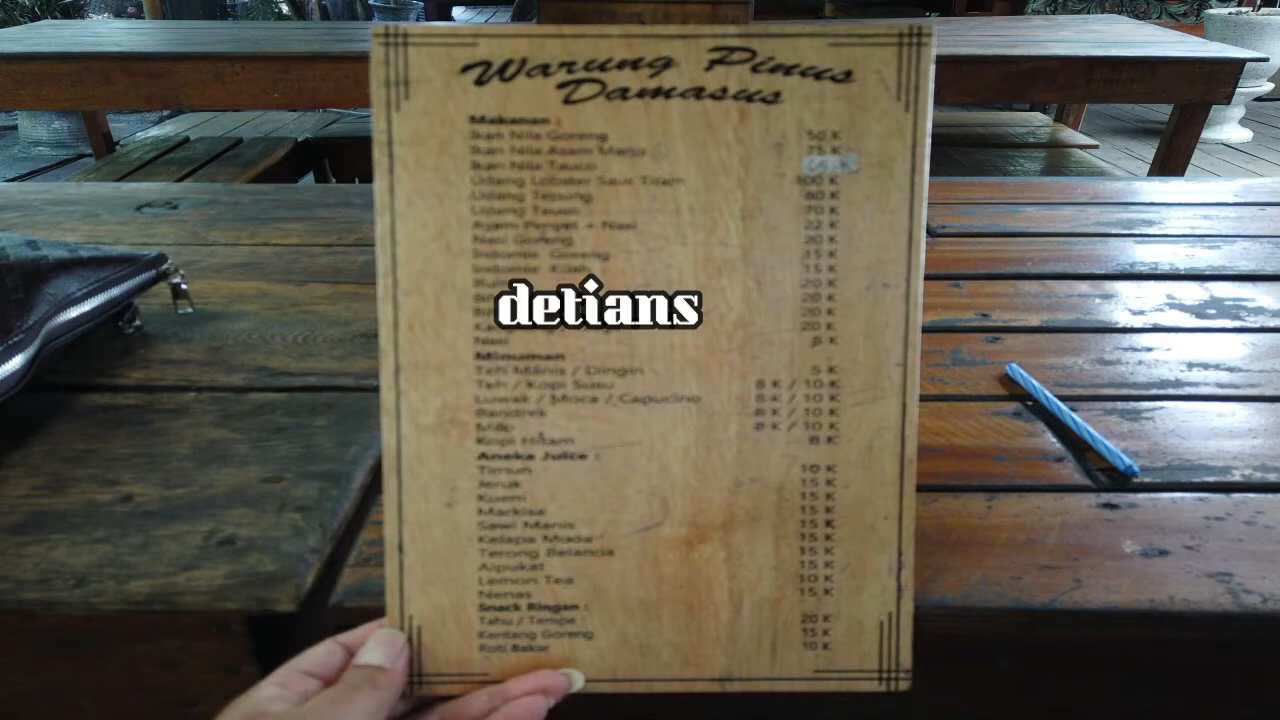 Warung Pinus
Damasus
Makanan :
Ikan Nila Goreng 50 K
Ikan Nila Asam Manis 75 K
Ikan Nila Tauco
Udang Lobster Saus Tiram 100 K
Udang Tepung 60 K
Udang Tauco 70 K
Ayam Penyet + Nasi 22 K
Nasi Goreng 20 K
Indomie Goreng 15 K
Indomie Kuah 15 K
20 K
20 K
20 K
20 K
detians
Nasi
Minuman
Teh Manis / Dingin 5 K
Teh / Kopi Susu 8 K / 10 K
Luwak / Moca / Capucino 8 K / 10 K
Bandrek 8 K / 10 K
Milo 8 K / 10 K
Kopi Hitam 8 K
Aneka Juice :
Timun 10 K
Jeruk 15 K
Kueni 15 K
Markisa 15 K
Sawi Manis 15 K
Kelapa Muda 15 K
Terong Belanda 15 K
Alpukat 15 K
Lemon Tea 10 K
Nenas 15 K
Snack Ringan :
Tahu / Tempe 20 K
Kentang Goreng 15 K
Roti Bakar 10 K